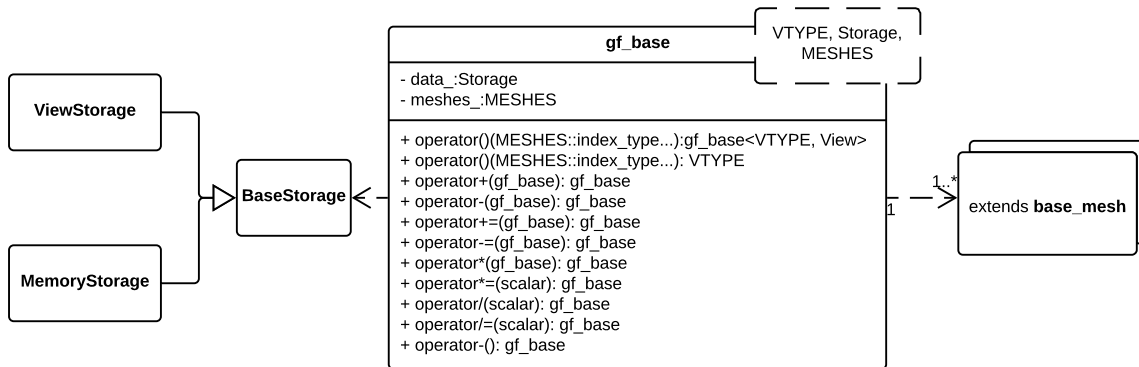 VTYPE, Storage,
MESHES
gf_base
- data_:Storage
- meshes_:MESHES
ViewStorage
+ operator()(MESHES::index_type...):gf_base<VTYPE, View>
+ operator()(MESHES::index_type...): VTYPE
+ operator+(gf_base): gf_base
+ operator-(gf_base): gf_base
+ operator+=(gf_base): gf_base
+ operator-=(gf_base): gf_base
+ operator*(gf_base): gf_base
+ operator*=(scalar): gf_base
+ operator/(scalar): gf_base
+ operator/=(scalar): gf_base
+ operator-(): gf_base
BaseStorage
MemoryStorage
1..*
1
extends base_mesh